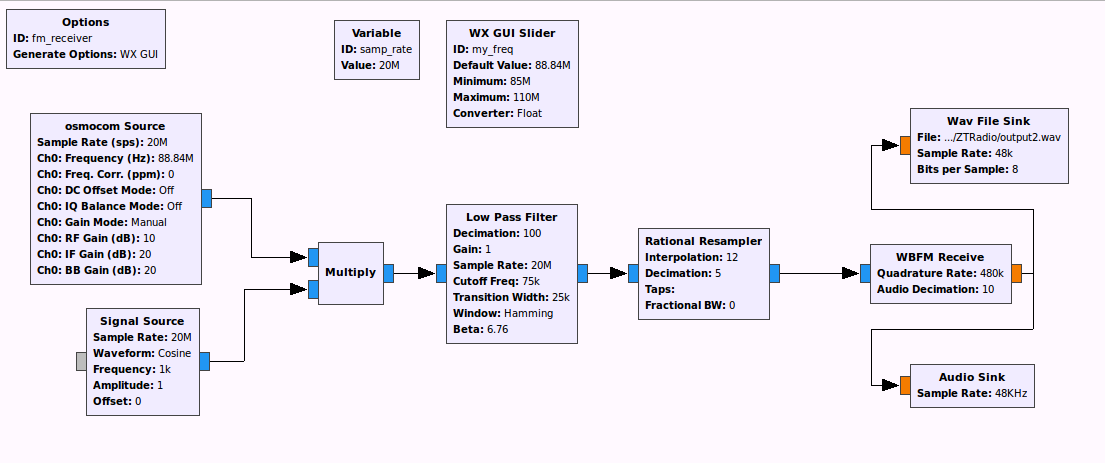 Options
ID: fm_receiver
Generate Options: WX GUI
Variable
ID: samp_rate
Value: 20M
WX GUI Slider
ID: my_freq
Default Value: 88.84M
Minimum: 85M
Maximum: 110M
Converter: Float
osmocom Source
Sample Rate (sps): 20M
Ch0: Frequency (Hz): 88.84M
Ch0: Freq. Corr. (ppm): 0
Ch0: DC Offset Mode: Off
Ch0: IQ Balance Mode: Off
Ch0: Gain Mode: Manual
Ch0: RF Gain (dB): 10
Ch0: IF Gain (dB): 20
Ch0: BB Gain (dB): 20
Signal Source
Sample Rate: 20M
Waveform: Cosine
Frequency: 1k
Amplitude: 1
Offset: 0
Multiply
Low Pass Filter
Decimation: 100
Gain: 1
Sample Rate: 20M
Cutoff Freq: 75k
Transition Width: 25k
Window: Hamming
Beta: 6.76
Rational Resampler
Interpolation: 12
Decimation: 5
Taps:
Fractional BW: 0
WBFM Receive
Quadrature Rate: 480k
Audio Decimation: 10
Wav File Sink
File: .../ZTRadio/output2.wav
Sample Rate: 48k
Bits per Sample: 8
Audio Sink
Sample Rate: 48KHz